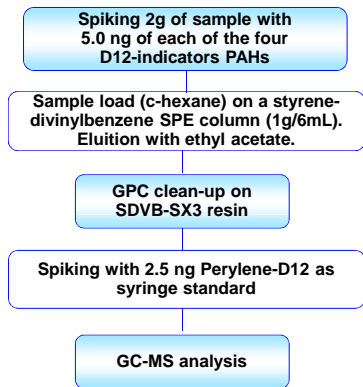 Spiking 2g of sample with
5.0 ng of each of the four
D12-indicators PAHs
Sample load (c-hexane) on a styrene-
divinylbenzene SPE column (1g/6mL).
Eluition with ethyl acetate.
GPC clean-up on
SDVB-SX3 resin
Spiking with 2.5 ng Perylene-D12 as
syringe standard
GC-MS analysis